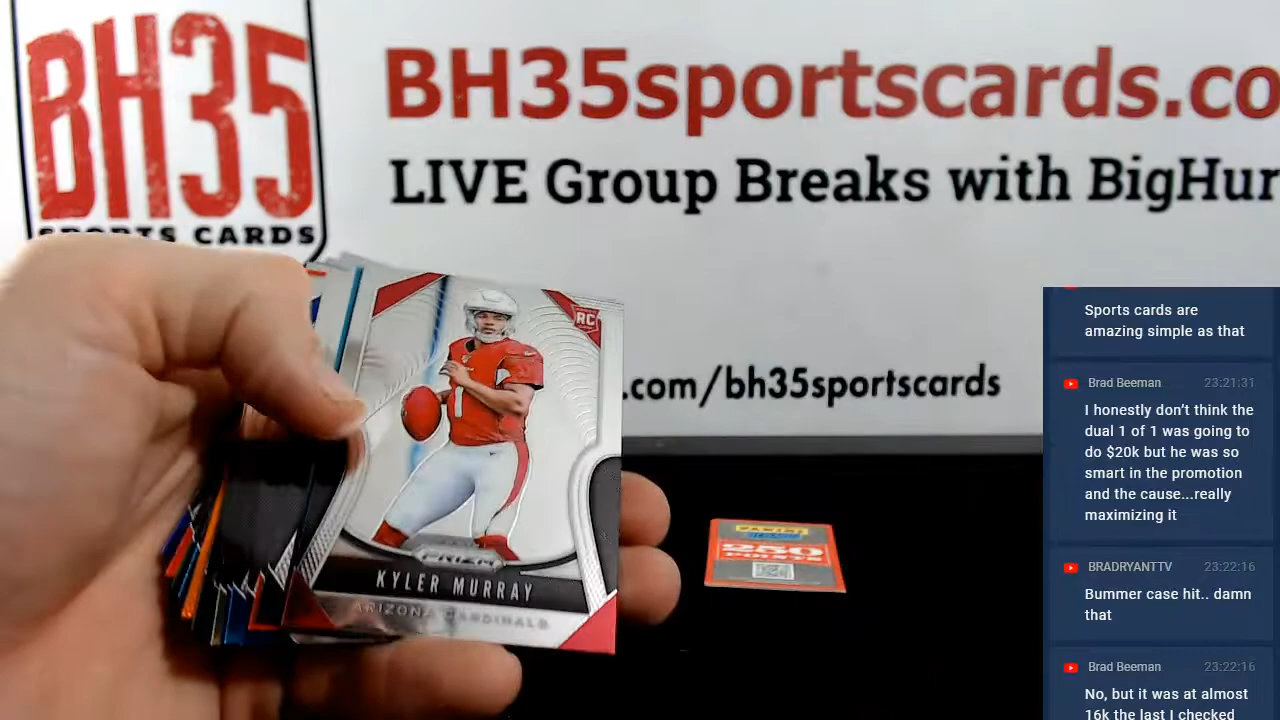 BH35
SPORTS CARDS
BH35sportscards.co
LIVE Group Breaks with BigHur
.com/bh35sportscards
RC
1
PRIZM
KYLER MURRAY
ARIZONA CARDINALS
PANINI
250
POINTS
Sports cards are
amazing simple as that
Brad Beeman 23:21:31
I honestly don't think the
dual 1 of 1 was going to
do $20k but he was so
smart in the promotion
and the cause...really
maximizing it
BRADRYANTTV 23:22:16
Bummer case hit.. damn
that
Brad Beeman 23:22:16
No, but it was at almost
16k the last I checked